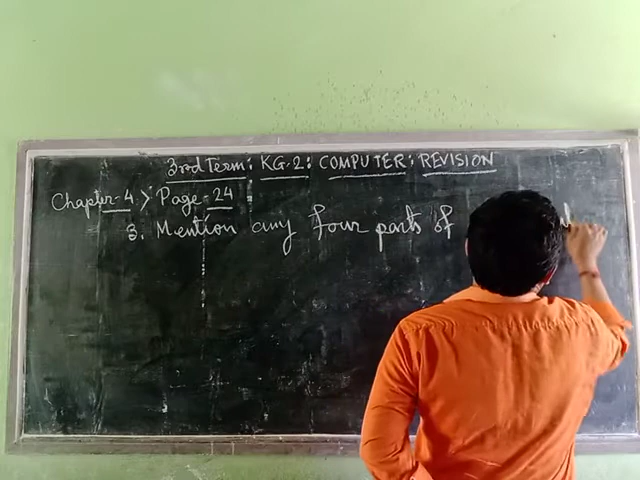 3rd Term: KG-2: COMPUTER: REVISION
Chapter-4 > Page-24
3. Mention any four parts of